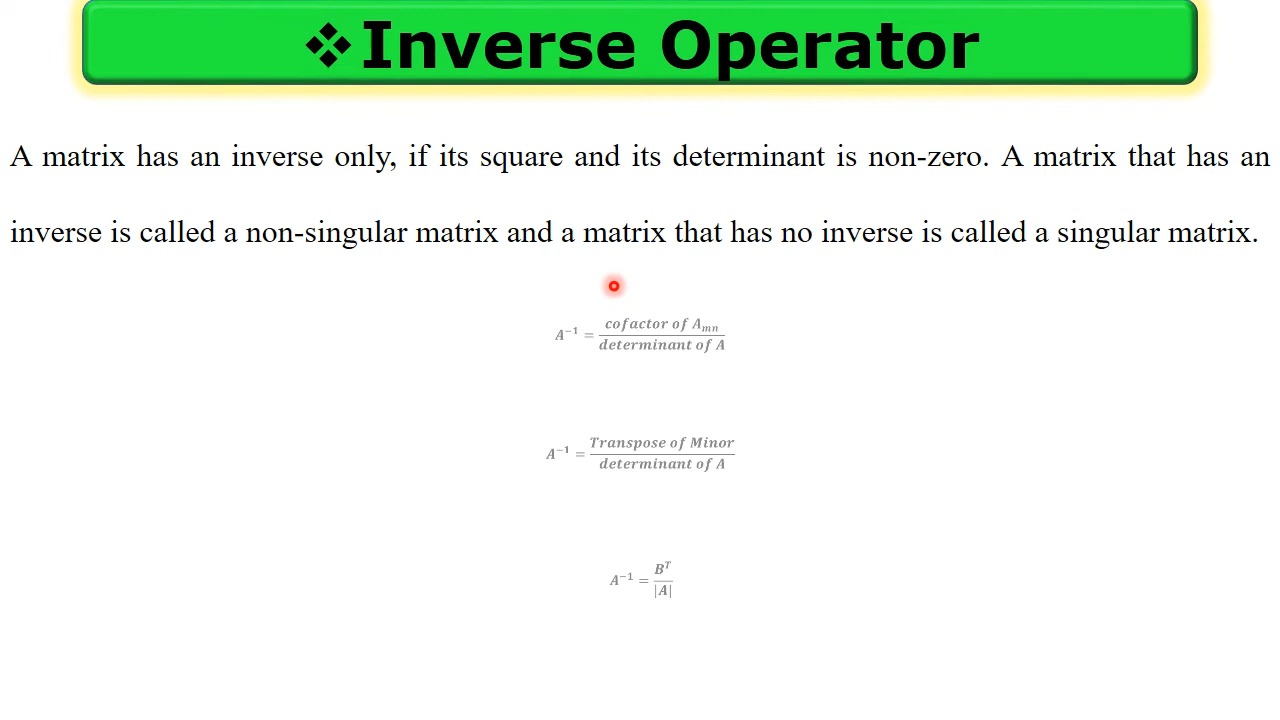 ❖Inverse Operator
A matrix has an inverse only, if its square and its determinant is non-zero. A matrix that has an
inverse is called a non-singular matrix and a matrix that has no inverse is called a singular matrix.
A⁻¹ = cofactor of Aₘₙ / determinant of A
A⁻¹ = Transpose of Minor / determinant of A
A⁻¹ = Bᵀ / |A|